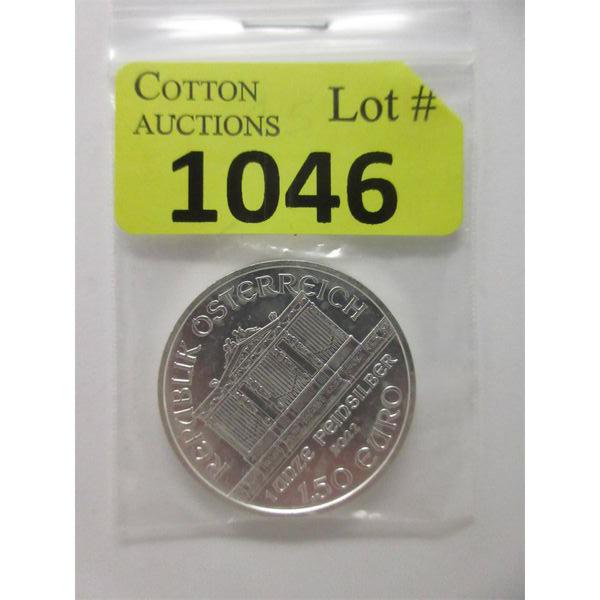 COTTON
AUCTIONS
Lot #
1046
REPUBLIK ÖSTERREICH
1 UNZE FEINSILBER
2022
1,50 EURO